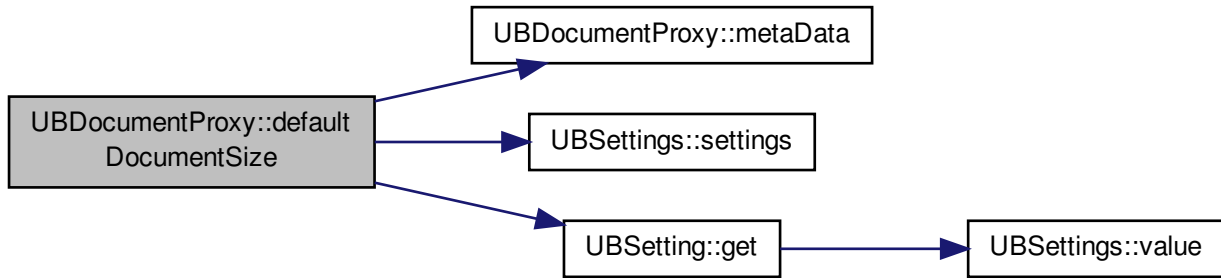 UBDocumentProxy::metaData
UBDocumentProxy::default
DocumentSize
UBSettings::settings
UBSetting::get
UBSettings::value